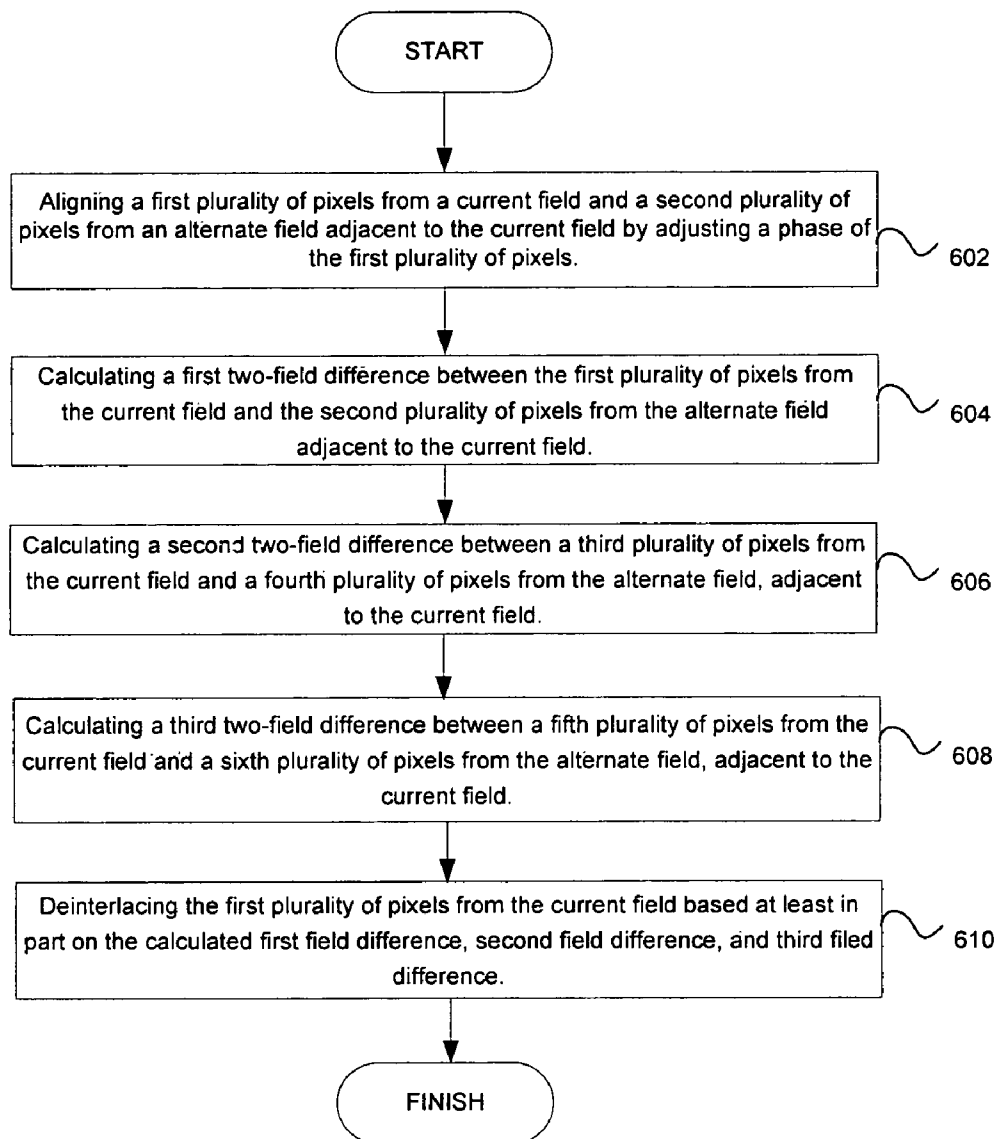 START
Aligning a first plurality of pixels from a current field and a second plurality of
pixels from an alternate field adjacent to the current field by adjusting a phase of
the first plurality of pixels.
602
Calculating a first two-field difference between the first plurality of pixels from
the current field and the second plurality of pixels from the alternate field
adjacent to the current field.
604
Calculating a second two-field difference between a third plurality of pixels from
the current field and a fourth plurality of pixels from the alternate field, adjacent
to the current field.
606
Calculating a third two-field difference between a fifth plurality of pixels from the
current field and a sixth plurality of pixels from the alternate field, adjacent to the
current field.
608
Deinterlacing the first plurality of pixels from the current field based at least in
part on the calculated first field difference, second field difference, and third filed
difference.
610
FINISH